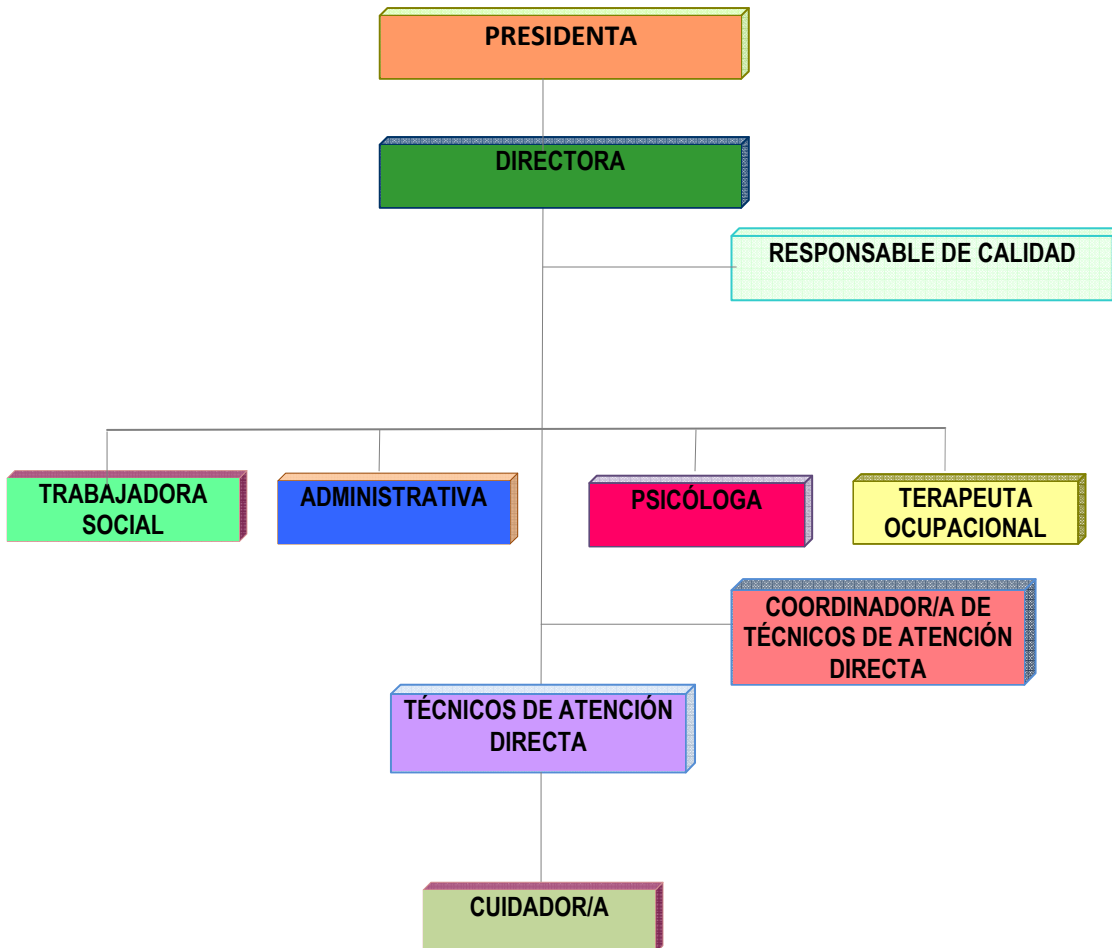 PRESIDENTA
DIRECTORA
RESPONSABLE DE CALIDAD
TRABAJADORA
SOCIAL
ADMINISTRATIVA
PSICÓLOGA
TERAPEUTA
OCUPACIONAL
COORDINADOR/A DE
TÉCNICOS DE ATENCIÓN
DIRECTA
TÉCNICOS DE ATENCIÓN
DIRECTA
CUIDADOR/A